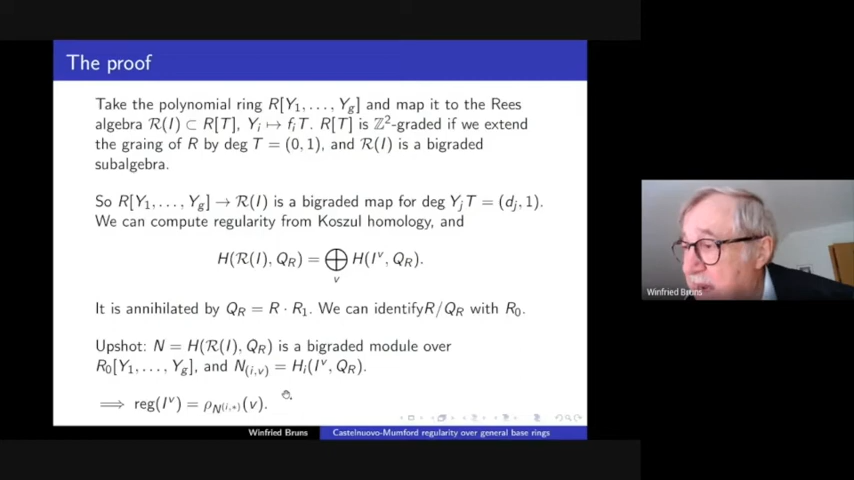 The proof
Take the polynomial ring R[Y₁, . . . , Y_g] and map it to the Rees
algebra ℛ(I) ⊂ R[T], Y_i ↦ f_iT. R[T] is ℤ²-graded if we extend
the graing of R by deg T = (0, 1), and ℛ(I) is a bigraded
subalgebra.
So R[Y₁, . . . , Y_g] → ℛ(I) is a bigraded map for deg Y_jT = (d_j, 1).
We can compute regularity from Koszul homology, and
H(ℛ(I), Q_R) = ⨁_v H(I^v, Q_R).
It is annihilated by Q_R = R · R₁. We can identifyR/Q_R with R₀.
Upshot: N = H(ℛ(I), Q_R) is a bigraded module over
R₀[Y₁, . . . , Y_g], and N_(i,v) = H_i(I^v, Q_R).
⟹ reg(I^v) = ρ_{N^(i,*)}(v).
Winfried Bruns
Castelnuovo-Mumford regularity over general base rings
Winfried Bruns